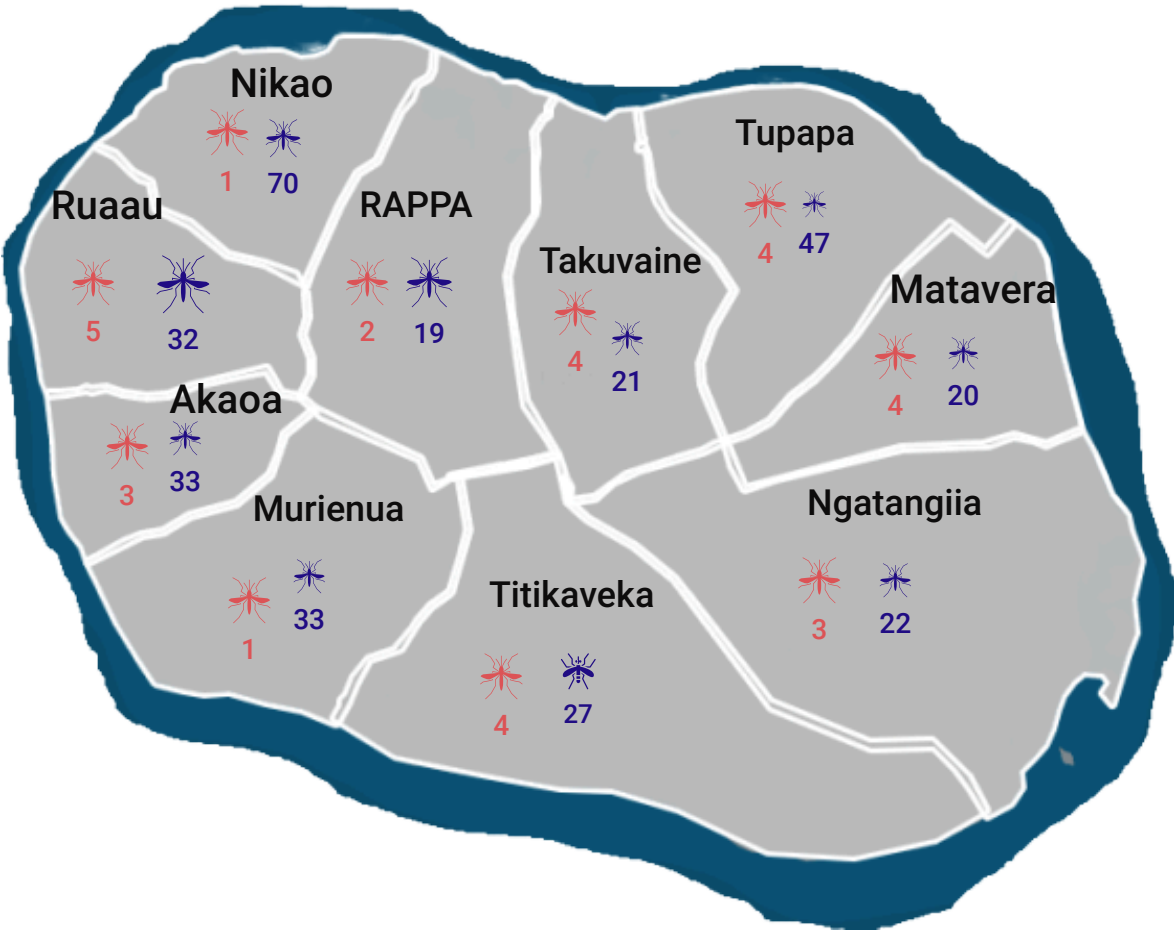 Nikao
1 70
Ruaau
5 32
RAPPA
2 19
Takuvaine
4 21
Tupapa
4 47
Matavera
4 20
Akaoa
3 33
Murienua
1 33
Titikaveka
4 27
Ngatangiia
3 22